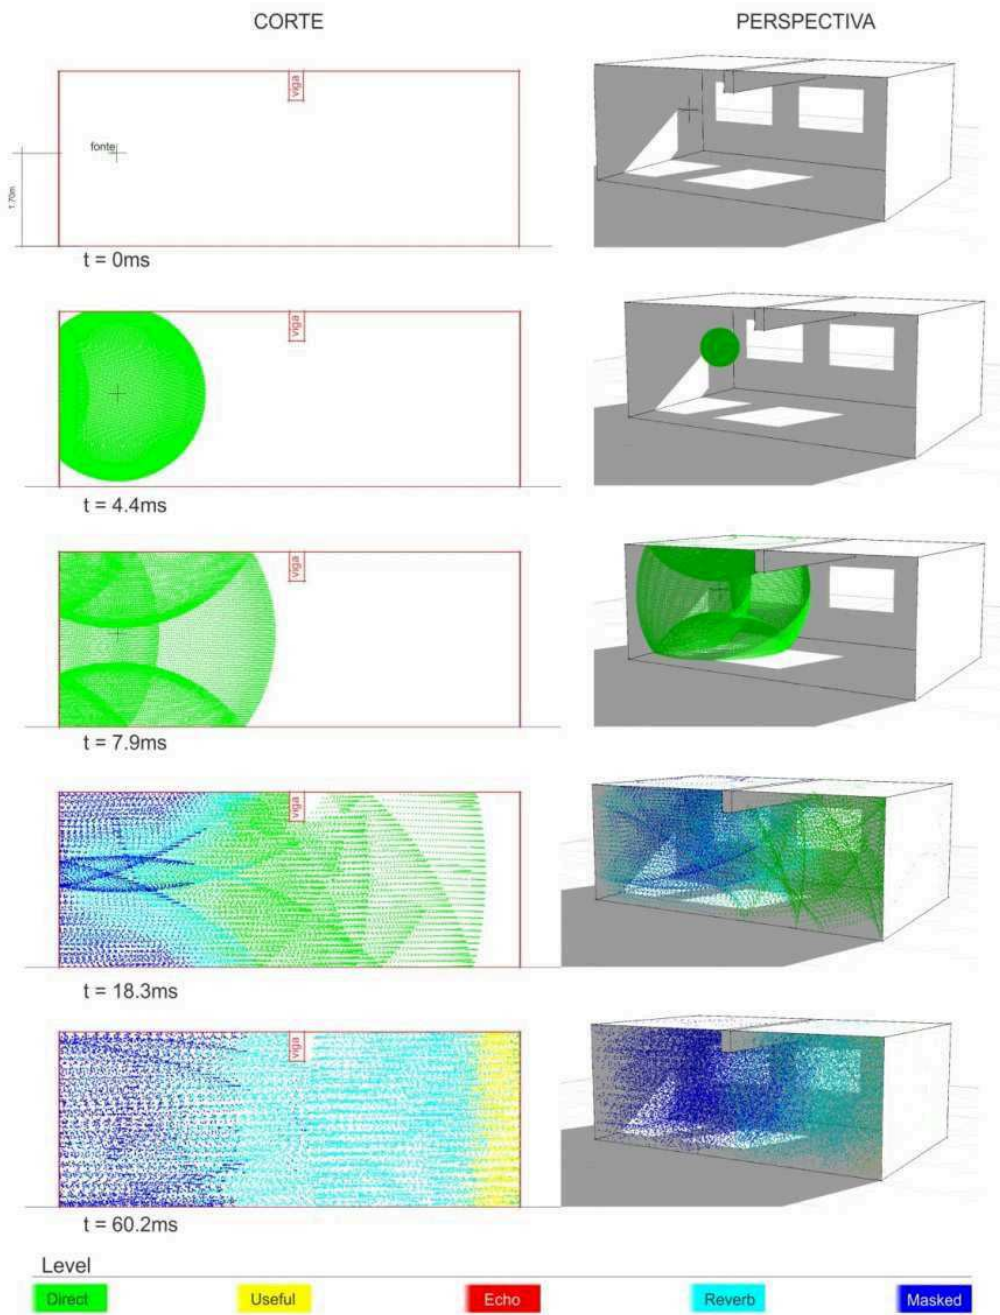 CORTE
PERSPECTIVA
viga
fonte
1.70m
t = 0ms
viga
t = 4.4ms
viga
t = 7.9ms
viga
t = 18.3ms
viga
t = 60.2ms
Level
Direct
Useful
Echo
Reverb
Masked